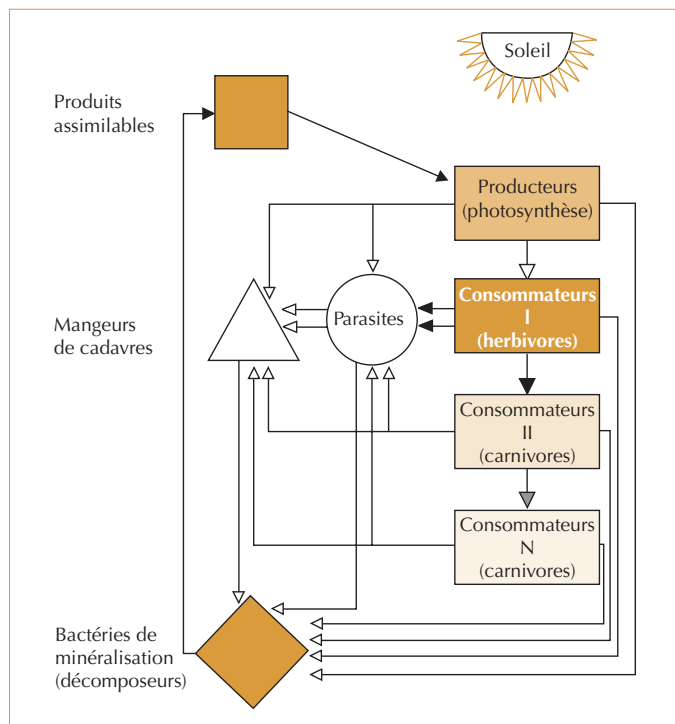 Soleil
Produits
assimilables
Producteurs
(photosynthèse)
Consommateurs
I
(herbivores)
Parasites
Mangeurs
de cadavres
Consommateurs
II
(carnivores)
Consommateurs
N
(carnivores)
Bactéries de
minéralisation
(décomposeurs)